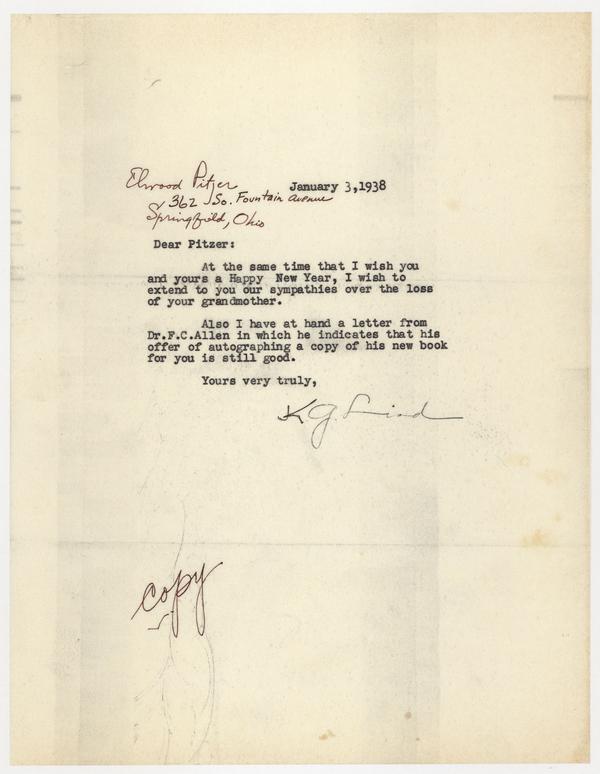 Elwood Pitzer
January 3,1938
362 So. Fountain Avenue
Springfield, Ohio
Dear Pitzer:
At the same time that I wish you
and yours a Happy New Year, I wish to
extend to you our sympathies over the loss
of your grandmother.
Also I have at hand a letter from
Dr.F.C.Allen in which he indicates that his
offer of autographing a copy of his new book
for you is still good.
Yours very truly,
K G. Lind
copy